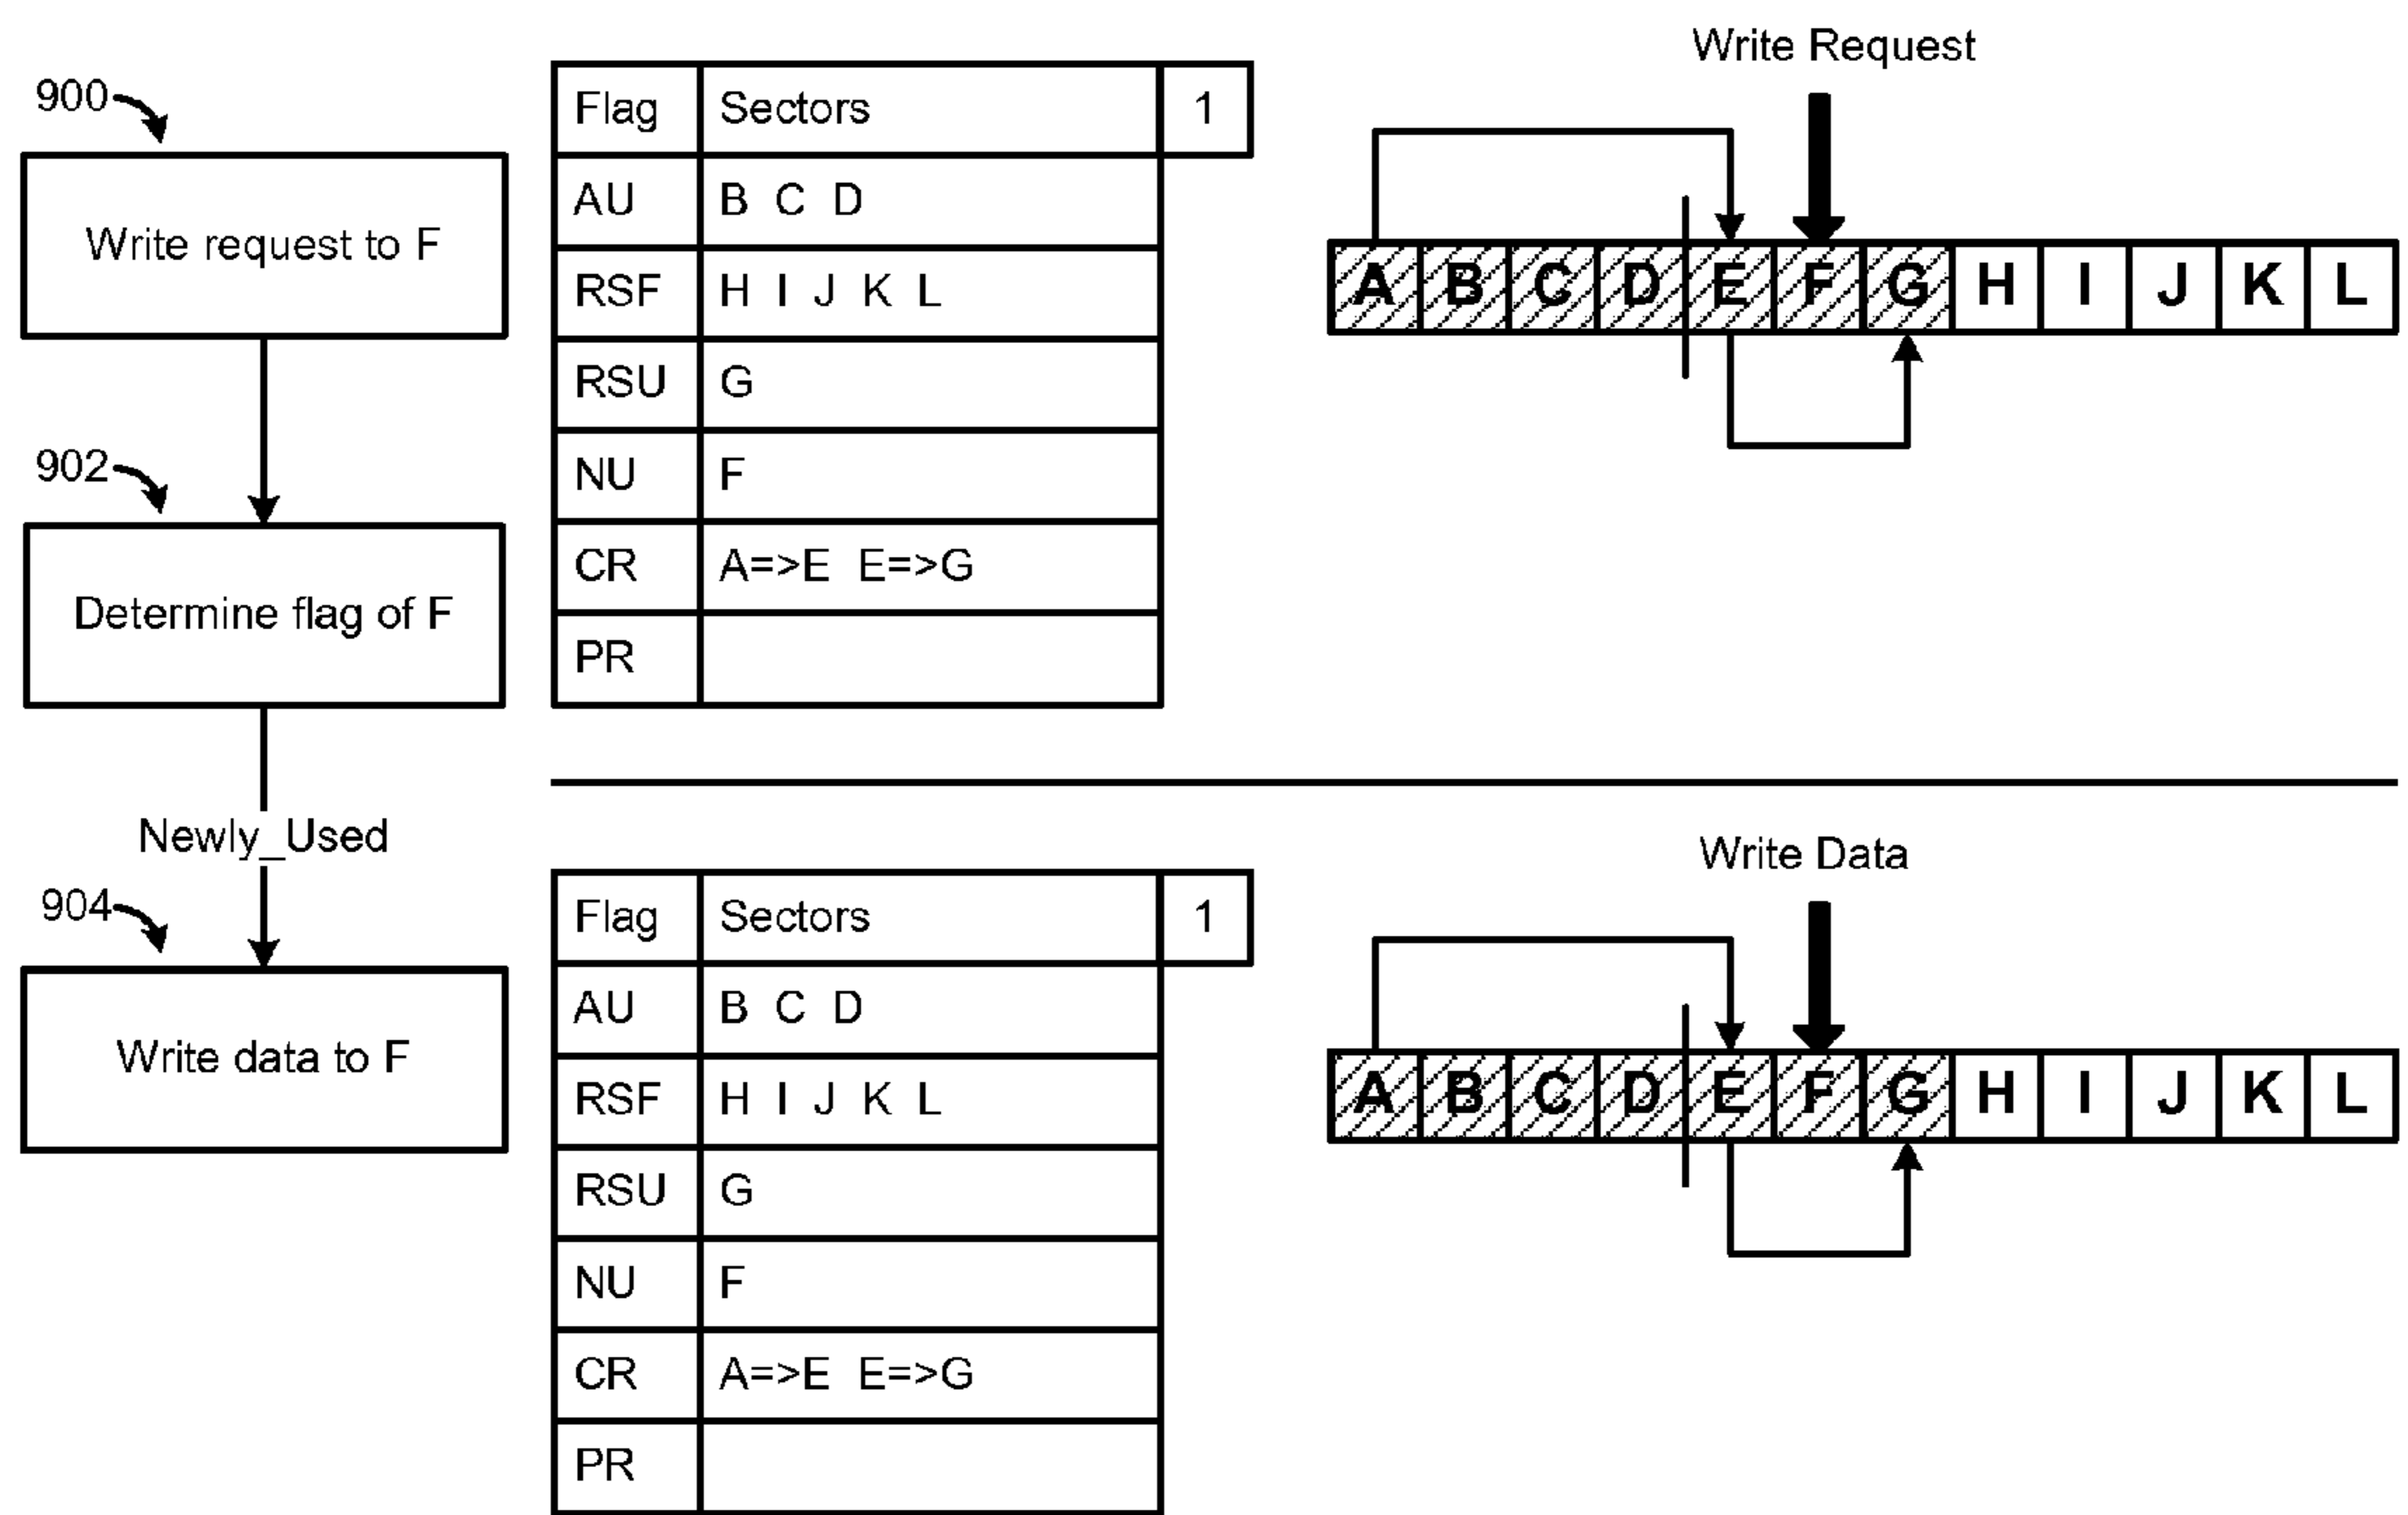 900
Write request to F
902
Determine flag of F
Newly_Used
904
Write data to F
Flag Sectors 1
AU B C D
RSF H I J K L
RSU G
NU F
CR A=>E E=>G
PR
Write Request
A B C D E F G H I J K L
Flag Sectors 1
AU B C D
RSF H I J K L
RSU G
NU F
CR A=>E E=>G
PR
Write Data
A B C D E F G H I J K L